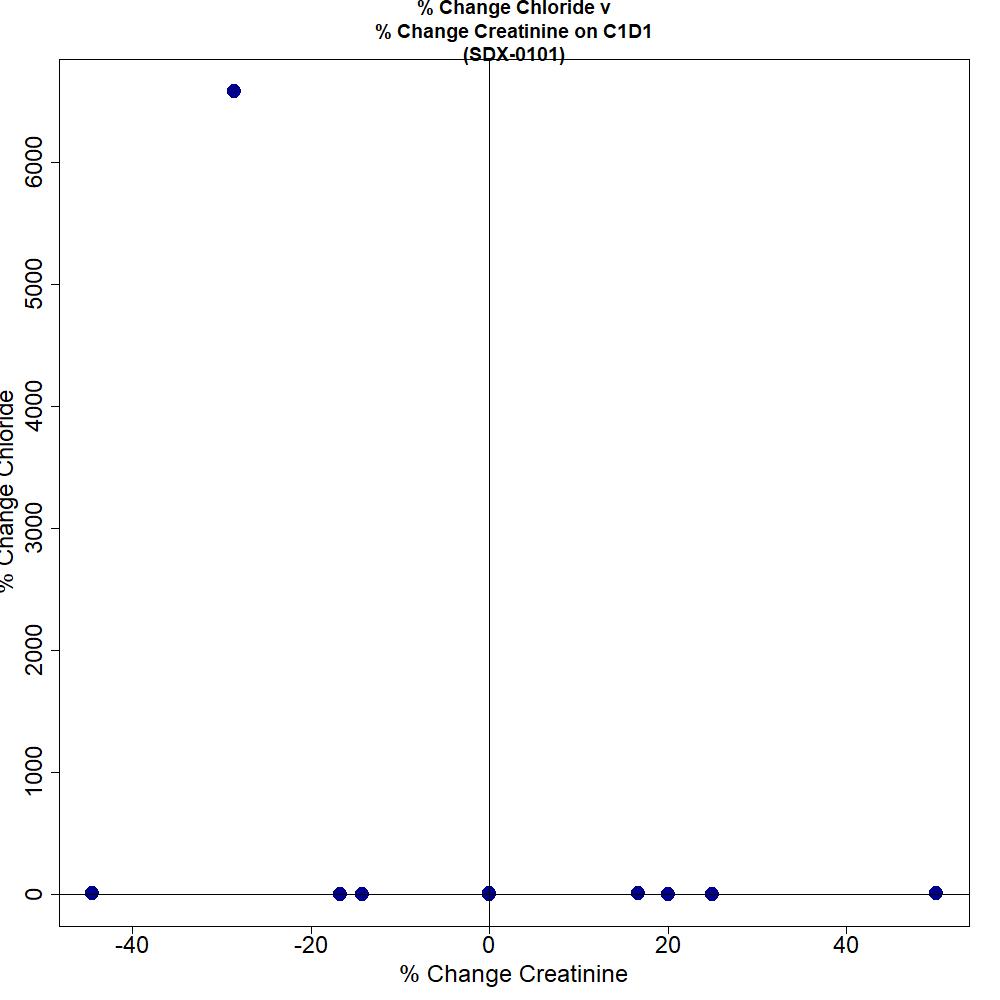 % Change Chloride v
% Change Creatinine on C1D1
(SDX-0101)
% Change Chloride
6000
5000
4000
3000
2000
1000
0
-40
-20
0
20
40
% Change Creatinine